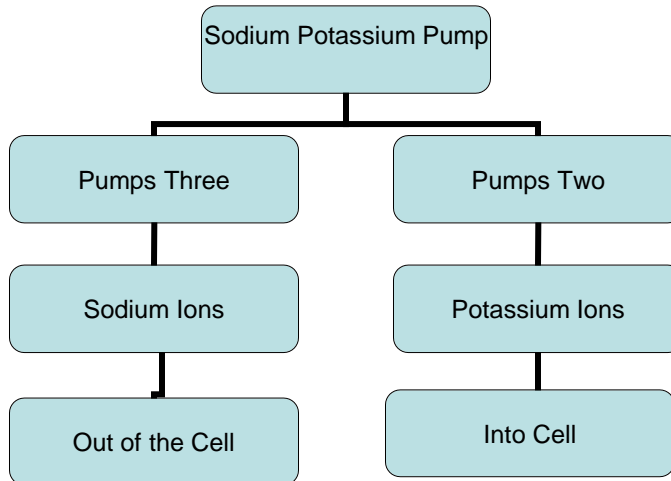 Sodium Potassium Pump
Pumps Three
Pumps Two
Sodium Ions
Potassium Ions
Out of the Cell
Into Cell